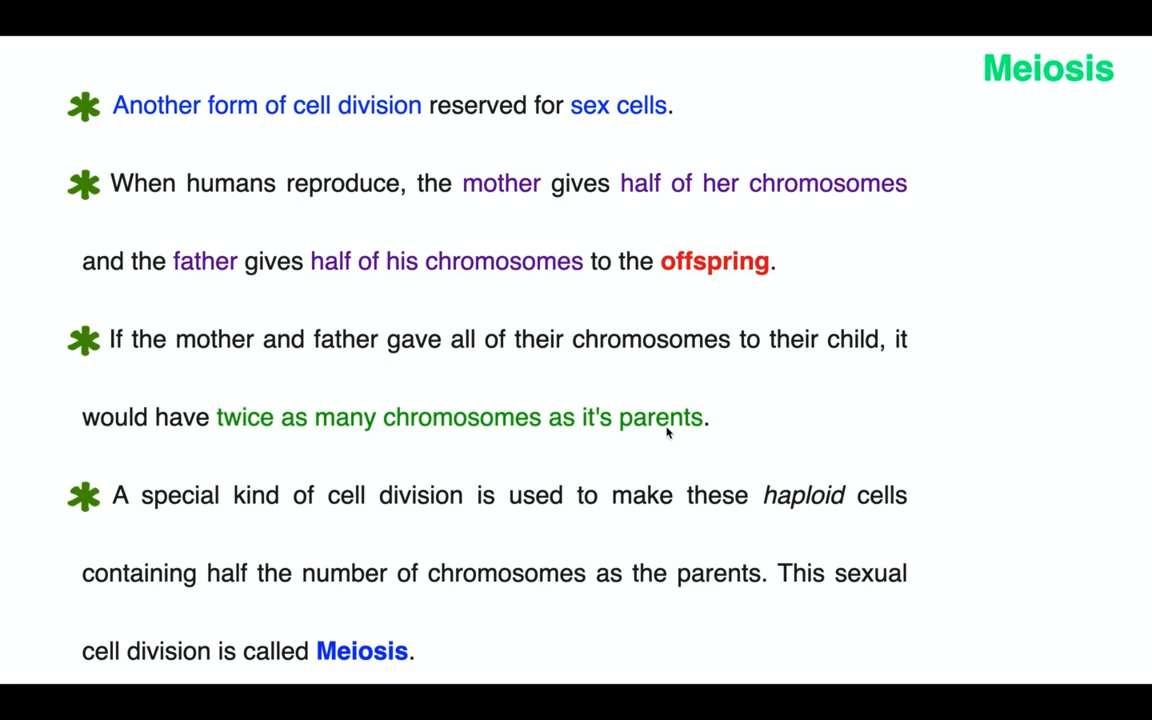 Meiosis
Another form of cell division reserved for sex cells.
When humans reproduce, the mother gives half of her chromosomes
and the father gives half of his chromosomes to the offspring.
If the mother and father gave all of their chromosomes to their child, it
would have twice as many chromosomes as it's parents.
A special kind of cell division is used to make these haploid cells
containing half the number of chromosomes as the parents. This sexual
cell division is called Meiosis.